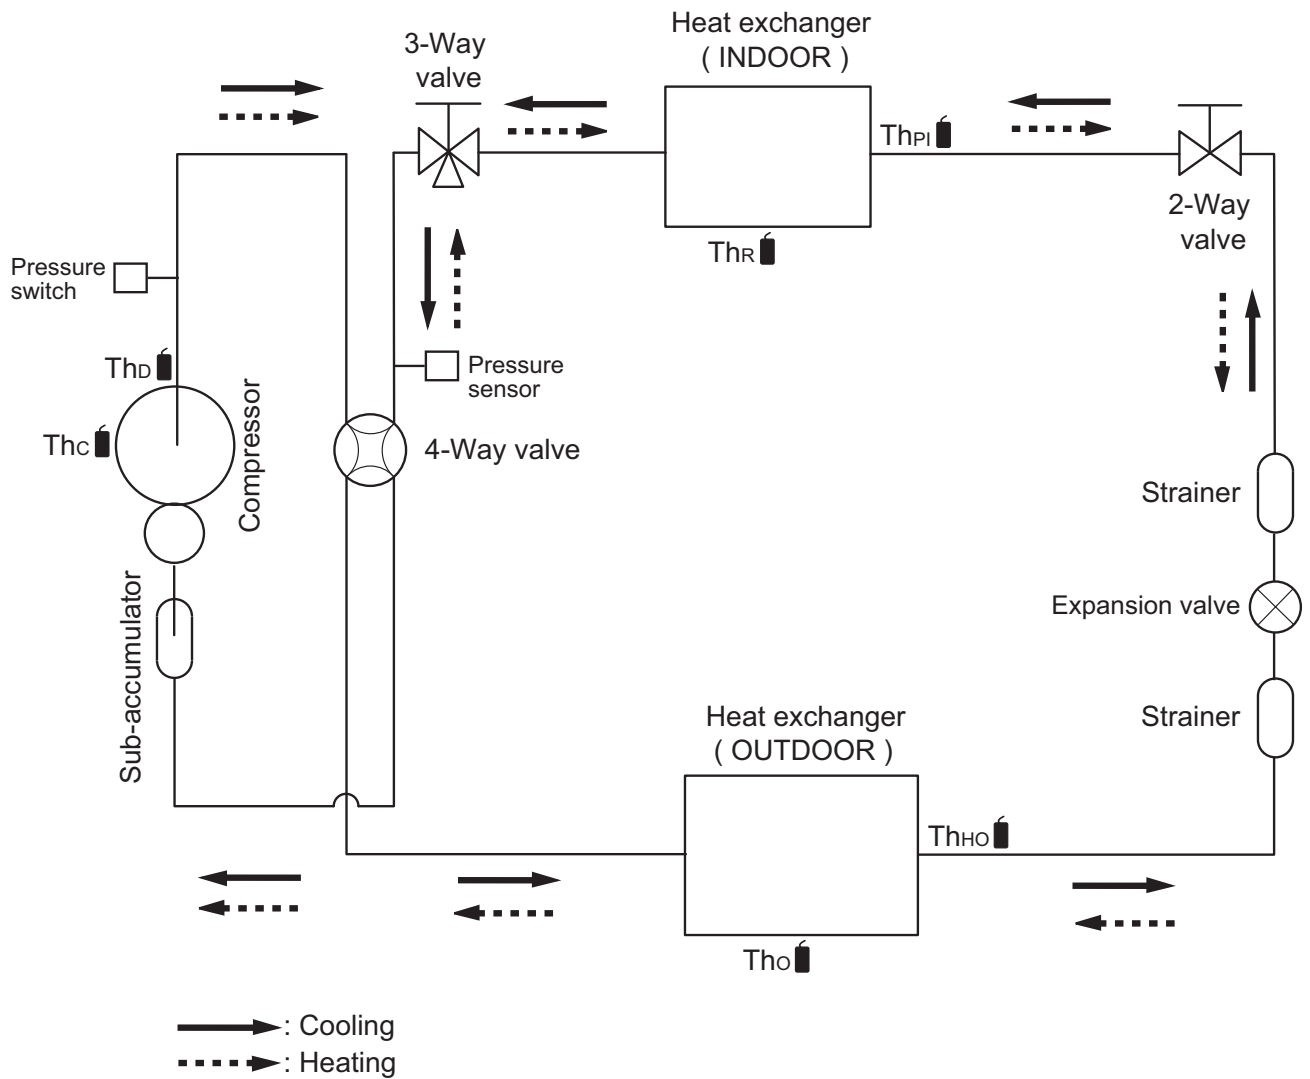 Heat exchanger
( INDOOR )
3-Way
valve
ThPI
2-Way
valve
ThR
Pressure
switch
ThD
Pressure
sensor
ThC
Compressor
4-Way valve
Strainer
Expansion valve
Sub-accumulator
Strainer
Heat exchanger
( OUTDOOR )
ThHO
ThO
: Cooling
: Heating